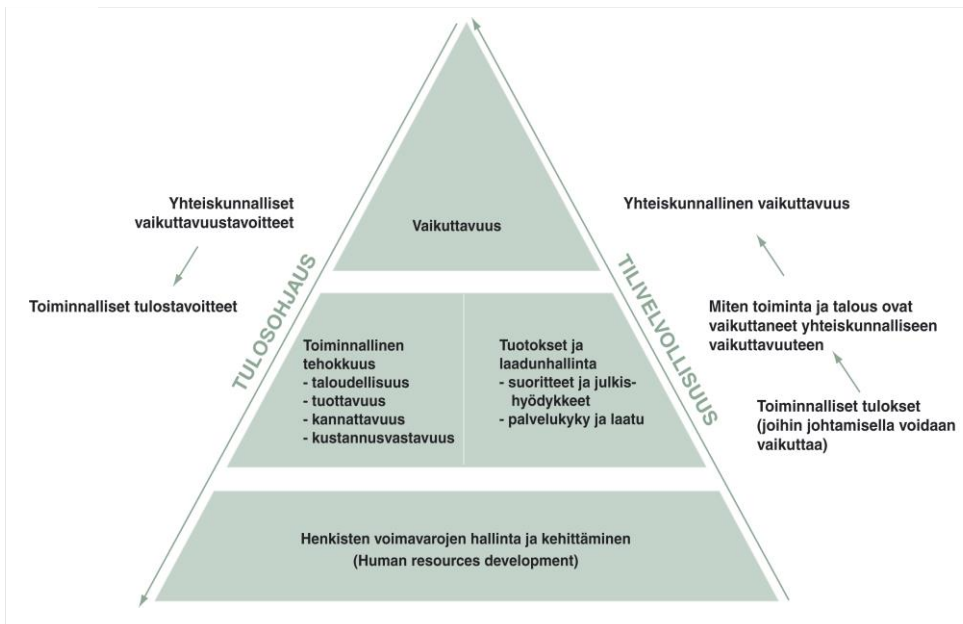 Yhteiskunnalliset
vaikuttavuustavoitteet
Toiminnalliset tulostavoitteet
TULOSOHJAUS
Vaikuttavuus
Toiminnallinen
tehokkuus
- taloudellisuus
- tuottavuus
- kannattavuus
- kustannusvastavuus
Tuotokset ja
laadunhallinta
- suoritteet ja julkis-
hyödykkeet
- palvelukyky ja laatu
Henkisten voimavarojen hallinta ja kehittäminen
(Human resources development)
TILIVELVOLLISUUS
Yhteiskunnallinen vaikuttavuus
Miten toiminta ja talous ovat
vaikuttaneet yhteiskunnalliseen
vaikuttavuuteen
Toiminnalliset tulokset
(joihin johtamisella voidaan
vaikuttaa)